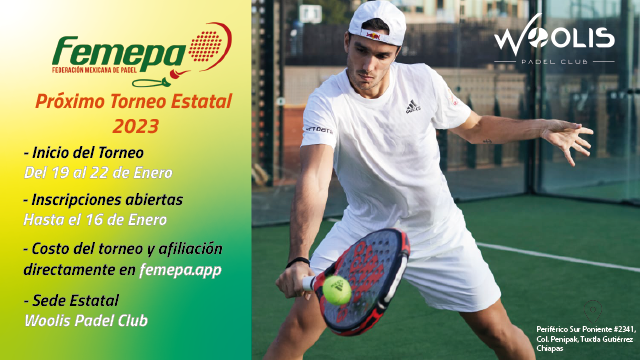 Femepa
FEDERACIÓN MEXICANA DE PADEL
Próximo Torneo Estatal
2023
- Inicio del Torneo
Del 19 al 22 de Enero
- Inscripciones abiertas
Hasta el 16 de Enero
- Costo del torneo y afiliación
directamente en femepa.app
- Sede Estatal
Woolis Padel Club
WOOLIS
PADEL CLUB
adidas
Periférico Sur Poniente #2341,
Col. Penipak, Tuxtla Gutiérrez
Chiapas